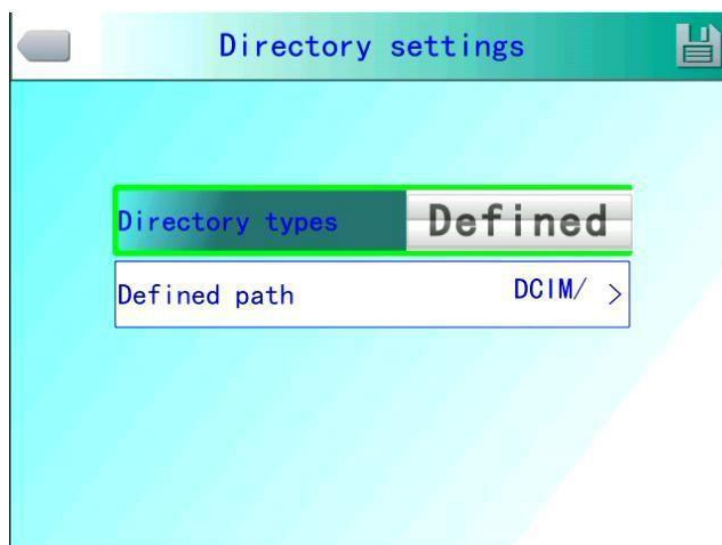 Directory settings
Directory types Defined
Defined path DCIM/ >